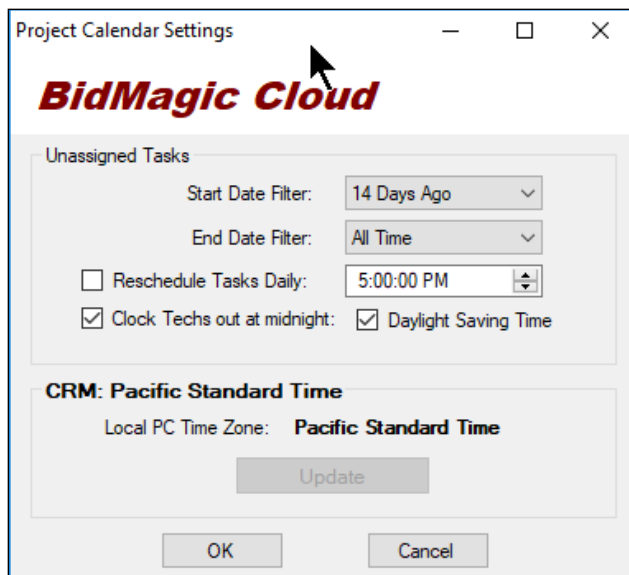 Project Calendar Settings
BidMagic Cloud
Unassigned Tasks
Start Date Filter: 14 Days Ago
End Date Filter: All Time
Reschedule Tasks Daily: 5:00:00 PM
Clock Techs out at midnight: Daylight Saving Time
CRM: Pacific Standard Time
Local PC Time Zone: Pacific Standard Time
Update
OK Cancel